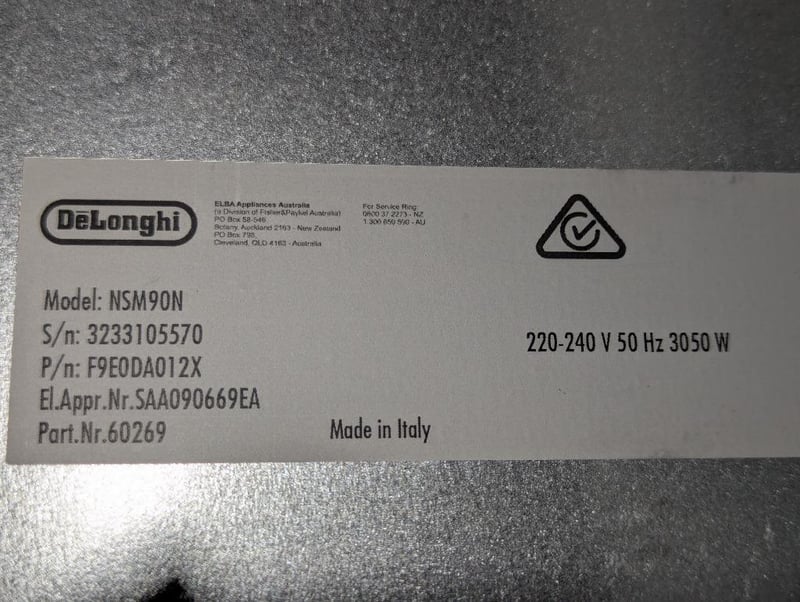 DeLonghi
ELBA Appliances Australia
(a Division of Fisher&Paykel Australia)
PO Box 58-546
Botany, Auckland 2163 - New Zealand
PO Box 798,
Cleveland, QLD 4163 - Australia
For Service Ring:
0800 37 2273 - NZ
1 300 650 590 - AU
Model: NSM90N
S/n: 3233105570
P/n: F9E0DA012X
El.Appr.Nr.SAA090669EA
Part.Nr.60269
220-240 V 50 Hz 3050 W
Made in Italy